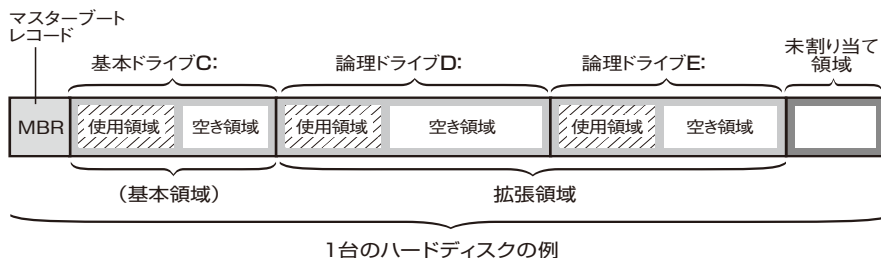 マスターブート
レコード
基本ドライブC:
論理ドライブD:
論理ドライブE:
未割り当て
領域
MBR
使用領域
空き領域
使用領域
空き領域
使用領域
空き領域
(基本領域)
拡張領域
1台のハードディスクの例